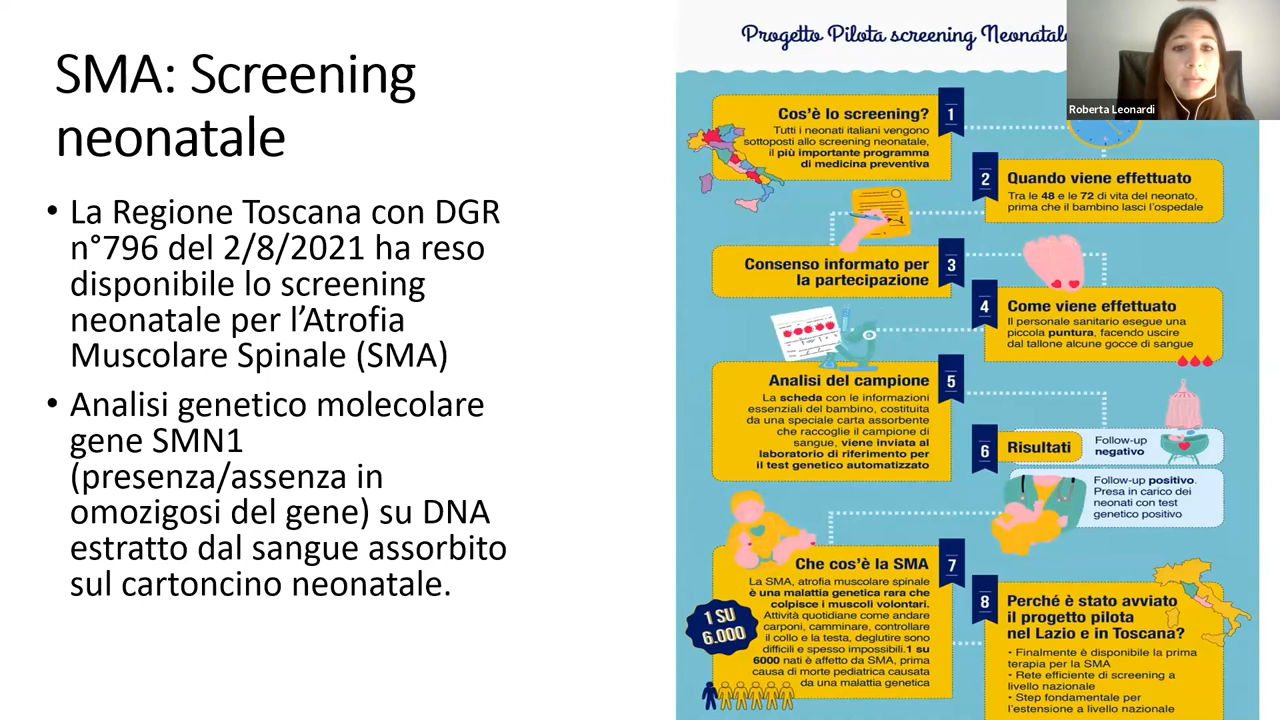 SMA: Screening
neonatale
• La Regione Toscana con DGR
n°796 del 2/8/2021 ha reso
disponibile lo screening
neonatale per l’Atrofia
Muscolare Spinale (SMA)
• Analisi genetico molecolare
gene SMN1
(presenza/assenza in
omozigosi del gene) su DNA
estratto dal sangue assorbito
sul cartoncino neonatale.
Progetto Pilota screening Neonatale
Roberta Leonardi
1
Cos’è lo screening?
Tutti i neonati italiani vengono
sottoposti allo screening neonatale,
il più importante programma
di medicina preventiva
2
Quando viene effettuato
Tra le 48 e le 72 di vita del neonato,
prima che il bambino lasci l’ospedale
3
Consenso informato per
la partecipazione
4
Come viene effettuato
Il personale sanitario esegue una
piccola puntura, facendo uscire
dal tallone alcune gocce di sangue
5
Analisi del campione
La scheda con le informazioni
essenziali del bambino, costituita
da una speciale carta assorbente
che raccoglie il campione di
sangue, viene inviata al
laboratorio di riferimento per
il test genetico automatizzato
6
Risultati
Follow-up
negativo
Follow-up positivo.
Presa in carico dei
neonati con test
genetico positivo
7
Che cos’è la SMA
La SMA, atrofia muscolare spinale
è una malattia genetica rara che
colpisce i muscoli volontari.
Attività quotidiane come andare
carponi, camminare, controllare
il collo e la testa, deglutire sono
difficili e spesso impossibili.1 su
6000 nati è affetto da SMA, prima
causa di morte pediatrica causata
da una malattia genetica
1 SU
6.000
8
Perché è stato avviato
il progetto pilota
nel Lazio e in Toscana?
• Finalmente è disponibile la prima
terapia per la SMA
• Rete efficiente di screening a
livello nazionale
• Step fondamentale per
l’estensione a livello nazionale